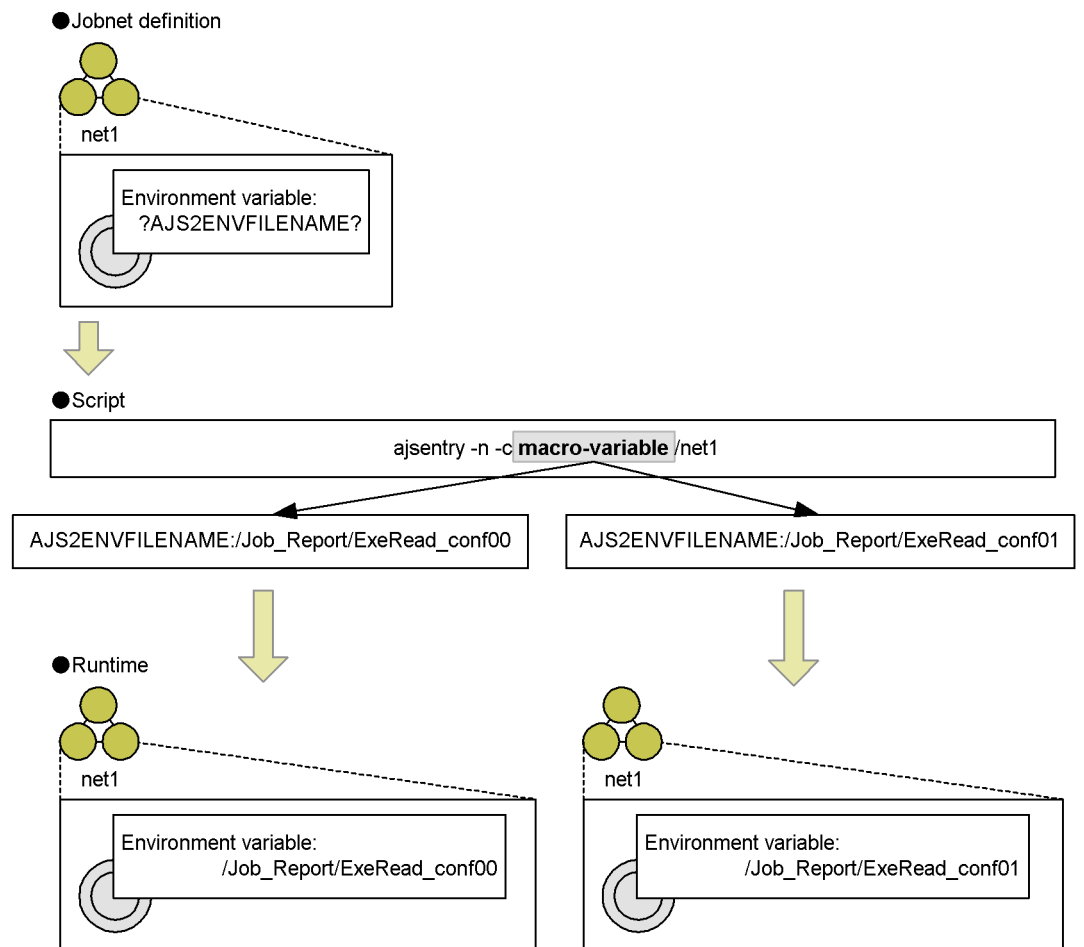 ●Jobnet definition
net1
Environment variable:
?AJS2ENVFILENAME?
●Script
ajsentry -n -c macro-variable /net1
AJS2ENVFILENAME:/Job_Report/ExeRead_conf00
AJS2ENVFILENAME:/Job_Report/ExeRead_conf01
●Runtime
net1
Environment variable:
/Job_Report/ExeRead_conf00
net1
Environment variable:
/Job_Report/ExeRead_conf01